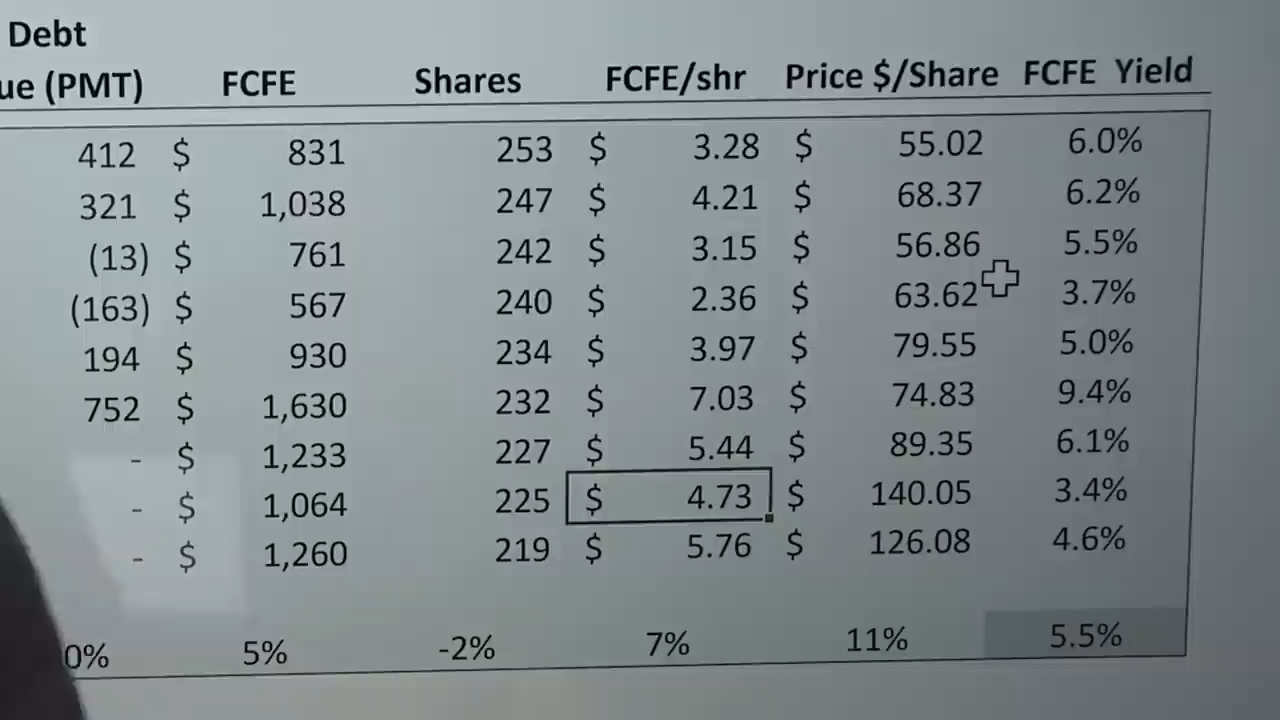 Debt
ue (PMT) FCFE Shares FCFE/shr Price $/Share FCFE Yield
412 $ 831 253 $ 3.28 $ 55.02 6.0%
321 $ 1,038 247 $ 4.21 $ 68.37 6.2%
(13) $ 761 242 $ 3.15 $ 56.86 5.5%
(163) $ 567 240 $ 2.36 $ 63.62 3.7%
194 $ 930 234 $ 3.97 $ 79.55 5.0%
752 $ 1,630 232 $ 7.03 $ 74.83 9.4%
- $ 1,233 227 $ 5.44 $ 89.35 6.1%
- $ 1,064 225 $ 4.73 $ 140.05 3.4%
- $ 1,260 219 $ 5.76 $ 126.08 4.6%
0% 5% -2% 7% 11% 5.5%